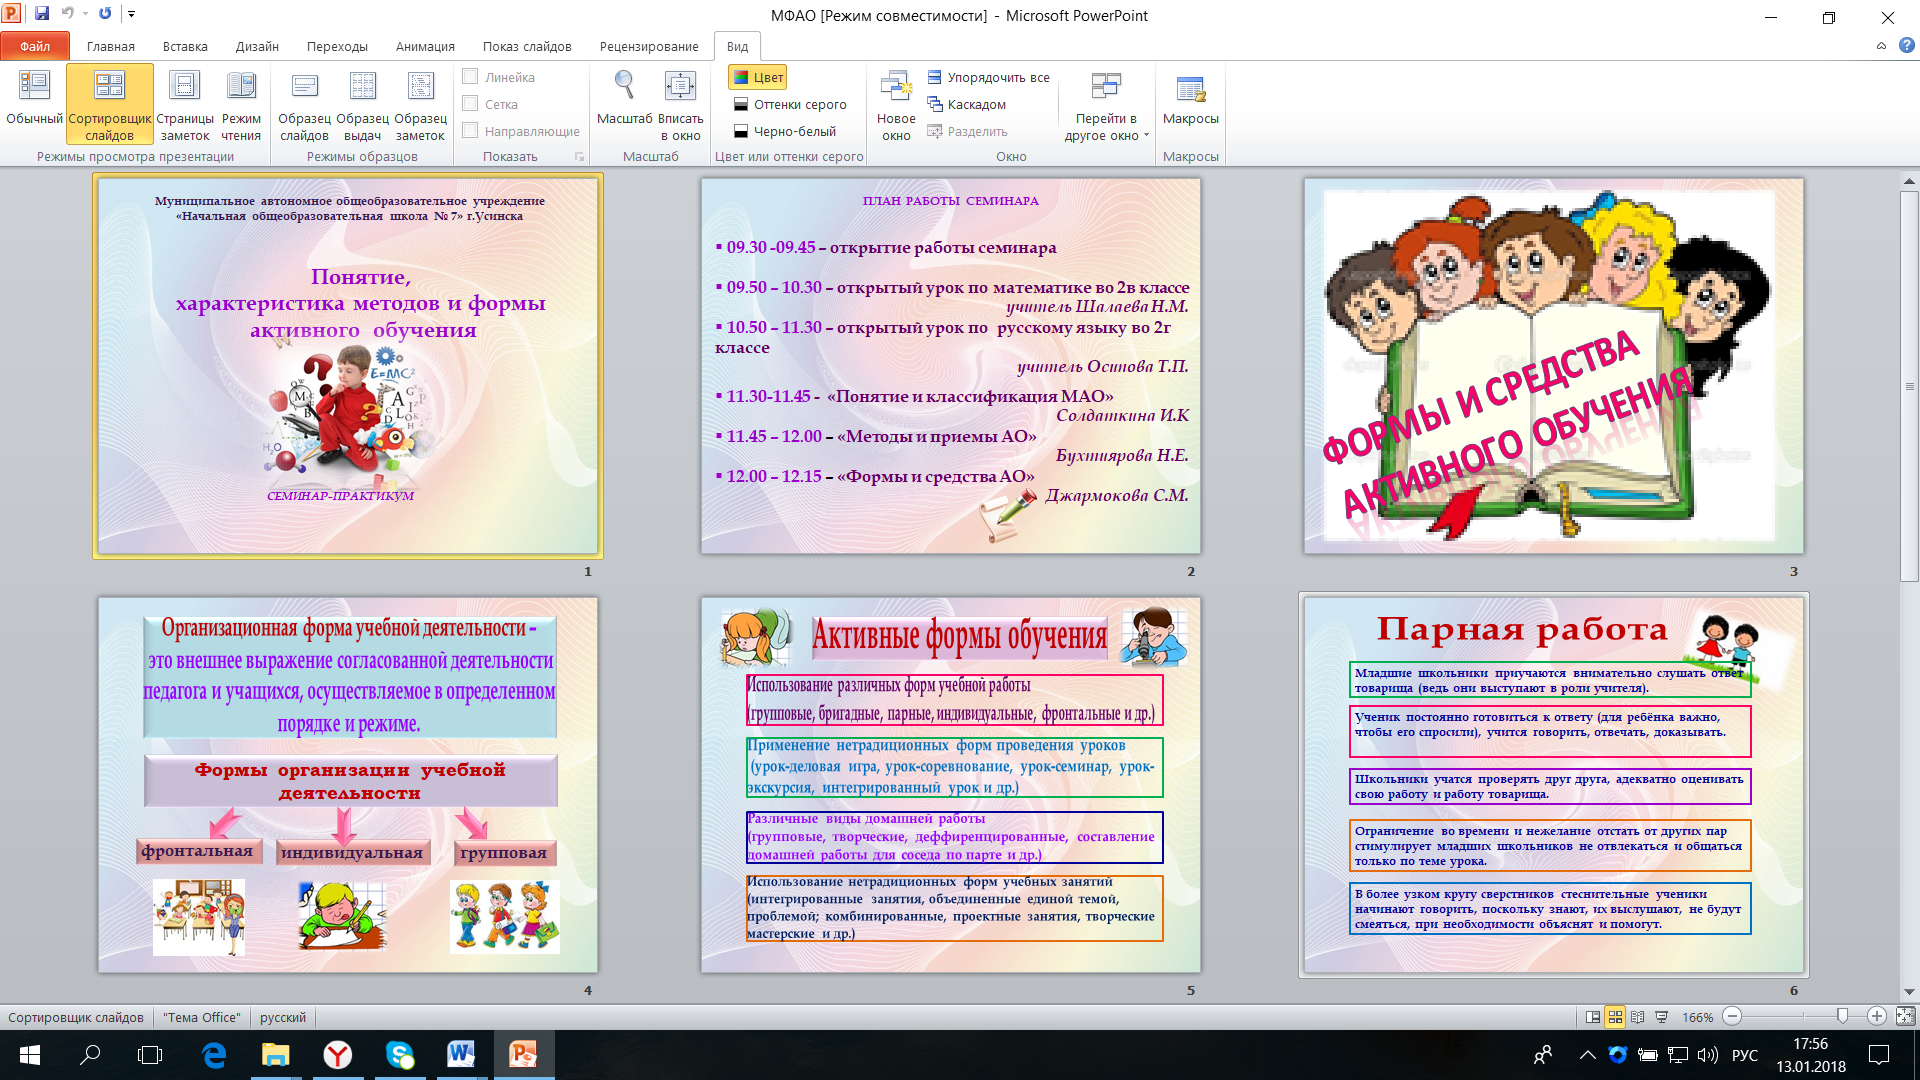 МФАО [Режим совместимости] - Microsoft PowerPoint
Файл Главная Вставка Дизайн Переходы Анимация Показ слайдов Рецензирование Вид
Обычный
Сортировщик слайдов
Страницы заметок
Режим чтения
Режимы просмотра презентации
Образец слайдов
Образец выдач
Образец заметок
Режимы образцов
Линейка
Сетка
Направляющие
Показать
Масштаб
Вписать в окно
Масштаб
Цвет
Оттенки серого
Черно-белый
Цвет или оттенки серого
Новое окно
Упорядочить все
Каскадом
Разделить
Перейти в другое окно
Окно
Макросы
Макросы
Муниципальное автономное общеобразовательное учреждение
«Начальная общеобразовательная школа № 7» г.Усинска
Понятие,
характеристика методов и формы
активного обучения
E=MC²
H₂O
СЕМИНАР-ПРАКТИКУМ
1
ПЛАН РАБОТЫ СЕМИНАРА
▪ 09.30 -09.45 – открытие работы семинара
▪ 09.50 – 10.30 – открытый урок по математике во 2в классе
учитель Шалаева Н.М.
▪ 10.50 – 11.30 – открытый урок по русскому языку во 2г
классе
учитель Осипова Т.П.
▪ 11.30-11.45 - «Понятие и классификация МАО»
Солдаткина И.К
▪ 11.45 – 12.00 – «Методы и приемы АО»
Бухтиярова Н.Е.
▪ 12.00 – 12.15 – «Формы и средства АО»
Джармокова С.М.
2
ФОРМЫ И СРЕДСТВА
АКТИВНОГО ОБУЧЕНИЯ
3
Организационная форма учебной деятельности –
это внешнее выражение согласованной деятельности
педагога и учащихся, осуществляемое в определенном
порядке и режиме.
Формы организации учебной
деятельности
фронтальная
индивидуальная
групповая
4
Активные формы обучения
Использование различных форм учебной работы
(групповые, бригадные, парные, индивидуальные, фронтальные и др.)
Применение нетрадиционных форм проведения уроков
(урок-деловая игра, урок-соревнование, урок-семинар, урок-
экскурсия, интегрированный урок и др.)
Различные виды домашней работы
(групповые, творческие, деффиренцированные, составление
домашней работы для соседа по парте и др.)
Использование нетрадиционных форм учебных занятий
(интегрированные занятия, объединенные единой темой,
проблемой; комбинированные, проектные занятия, творческие
мастерские и др.)
5
Парная работа
Младшие школьники приучаются внимательно слушать ответ
товарища (ведь они выступают в роли учителя).
Ученик постоянно готовиться к ответу (для ребёнка важно,
чтобы его спросили), учится говорить, отвечать, доказывать.
Школьники учатся проверять друг друга, адекватно оценивать
свою работу и работу товарища.
Ограничение во времени и нежелание отстать от других пар
стимулирует младших школьников не отвлекаться и общаться
только по теме урока.
В более узком кругу сверстников стеснительные ученики
начинают говорить, поскольку знают, их выслушают, не будут
смеяться, при необходимости объяснят и помогут.
6
Сортировщик слайдов "Тема Office" русский 166%
РУС
17:56
13.01.2018